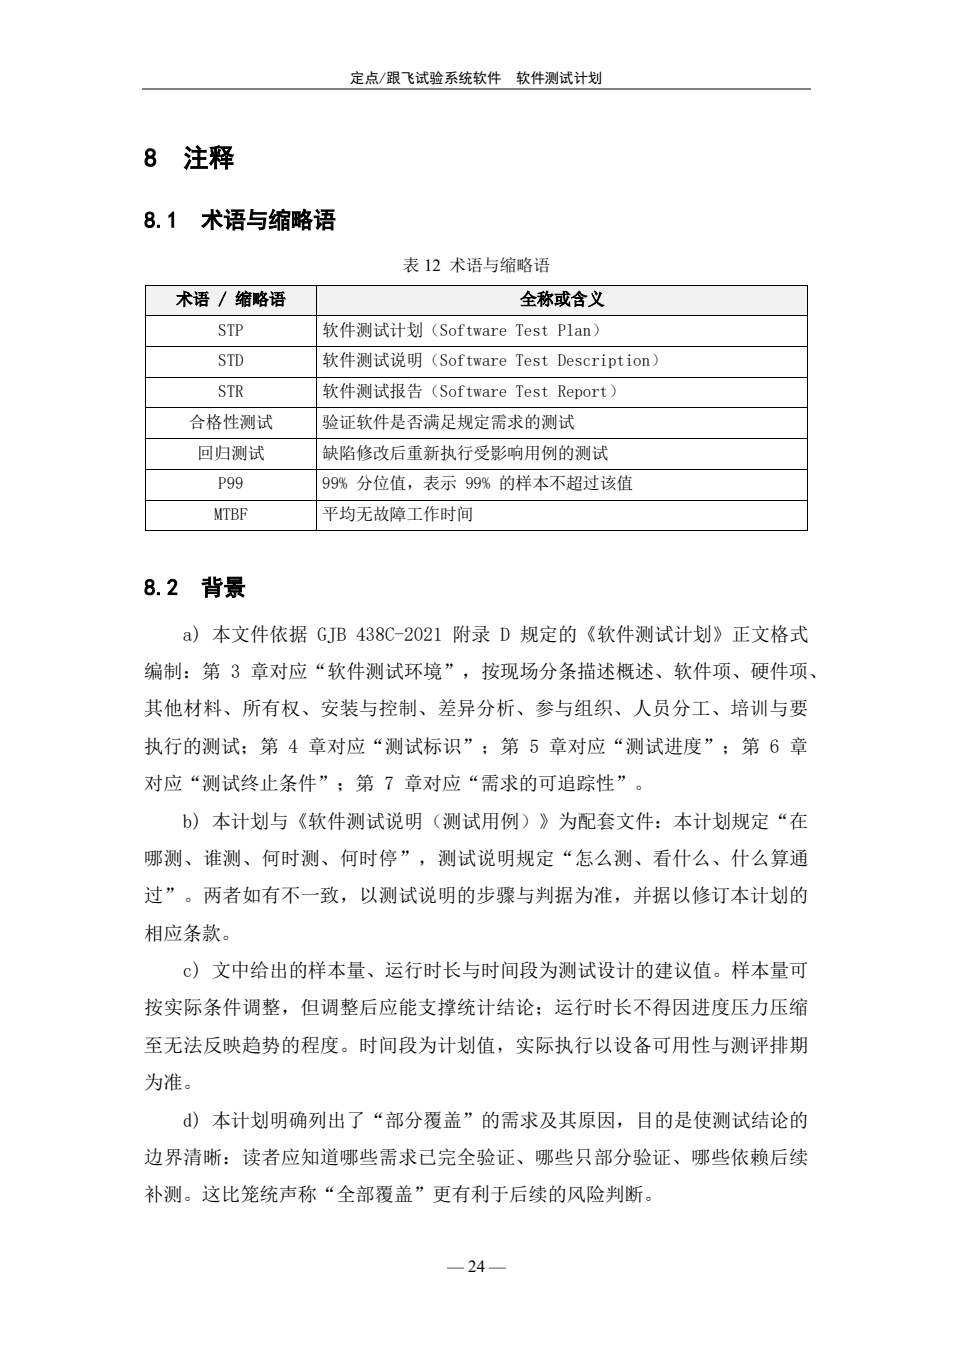 定点/跟飞试验系统软件　软件测试计划
8　注释
8.1　术语与缩略语
表 12 术语与缩略语
术语 / 缩略语　全称或含义
STP　软件测试计划（Software Test Plan）
STD　软件测试说明（Software Test Description）
STR　软件测试报告（Software Test Report）
合格性测试　验证软件是否满足规定需求的测试
回归测试　缺陷修改后重新执行受影响用例的测试
P99　99% 分位值，表示 99% 的样本不超过该值
MTBF　平均无故障工作时间
8.2　背景
a) 本文件依据 GJB 438C-2021 附录 D 规定的《软件测试计划》正文格式
编制：第 3 章对应“软件测试环境”，按现场分条描述概述、软件项、硬件项、
其他材料、所有权、安装与控制、差异分析、参与组织、人员分工、培训与要
执行的测试；第 4 章对应“测试标识”；第 5 章对应“测试进度”；第 6 章
对应“测试终止条件”；第 7 章对应“需求的可追踪性”。
b) 本计划与《软件测试说明（测试用例）》为配套文件：本计划规定“在
哪测、谁测、何时测、何时停”，测试说明规定“怎么测、看什么、什么算通
过”。两者如有不一致，以测试说明的步骤与判据为准，并据以修订本计划的
相应条款。
c) 文中给出的样本量、运行时长与时间段为测试设计的建议值。样本量可
按实际条件调整，但调整后应能支撑统计结论；运行时长不得因进度压力压缩
至无法反映趋势的程度。时间段为计划值，实际执行以设备可用性与测评排期
为准。
d) 本计划明确列出了“部分覆盖”的需求及其原因，目的是使测试结论的
边界清晰：读者应知道哪些需求已完全验证、哪些只部分验证、哪些依赖后续
补测。这比笼统声称“全部覆盖”更有利于后续的风险判断。
— 24 —